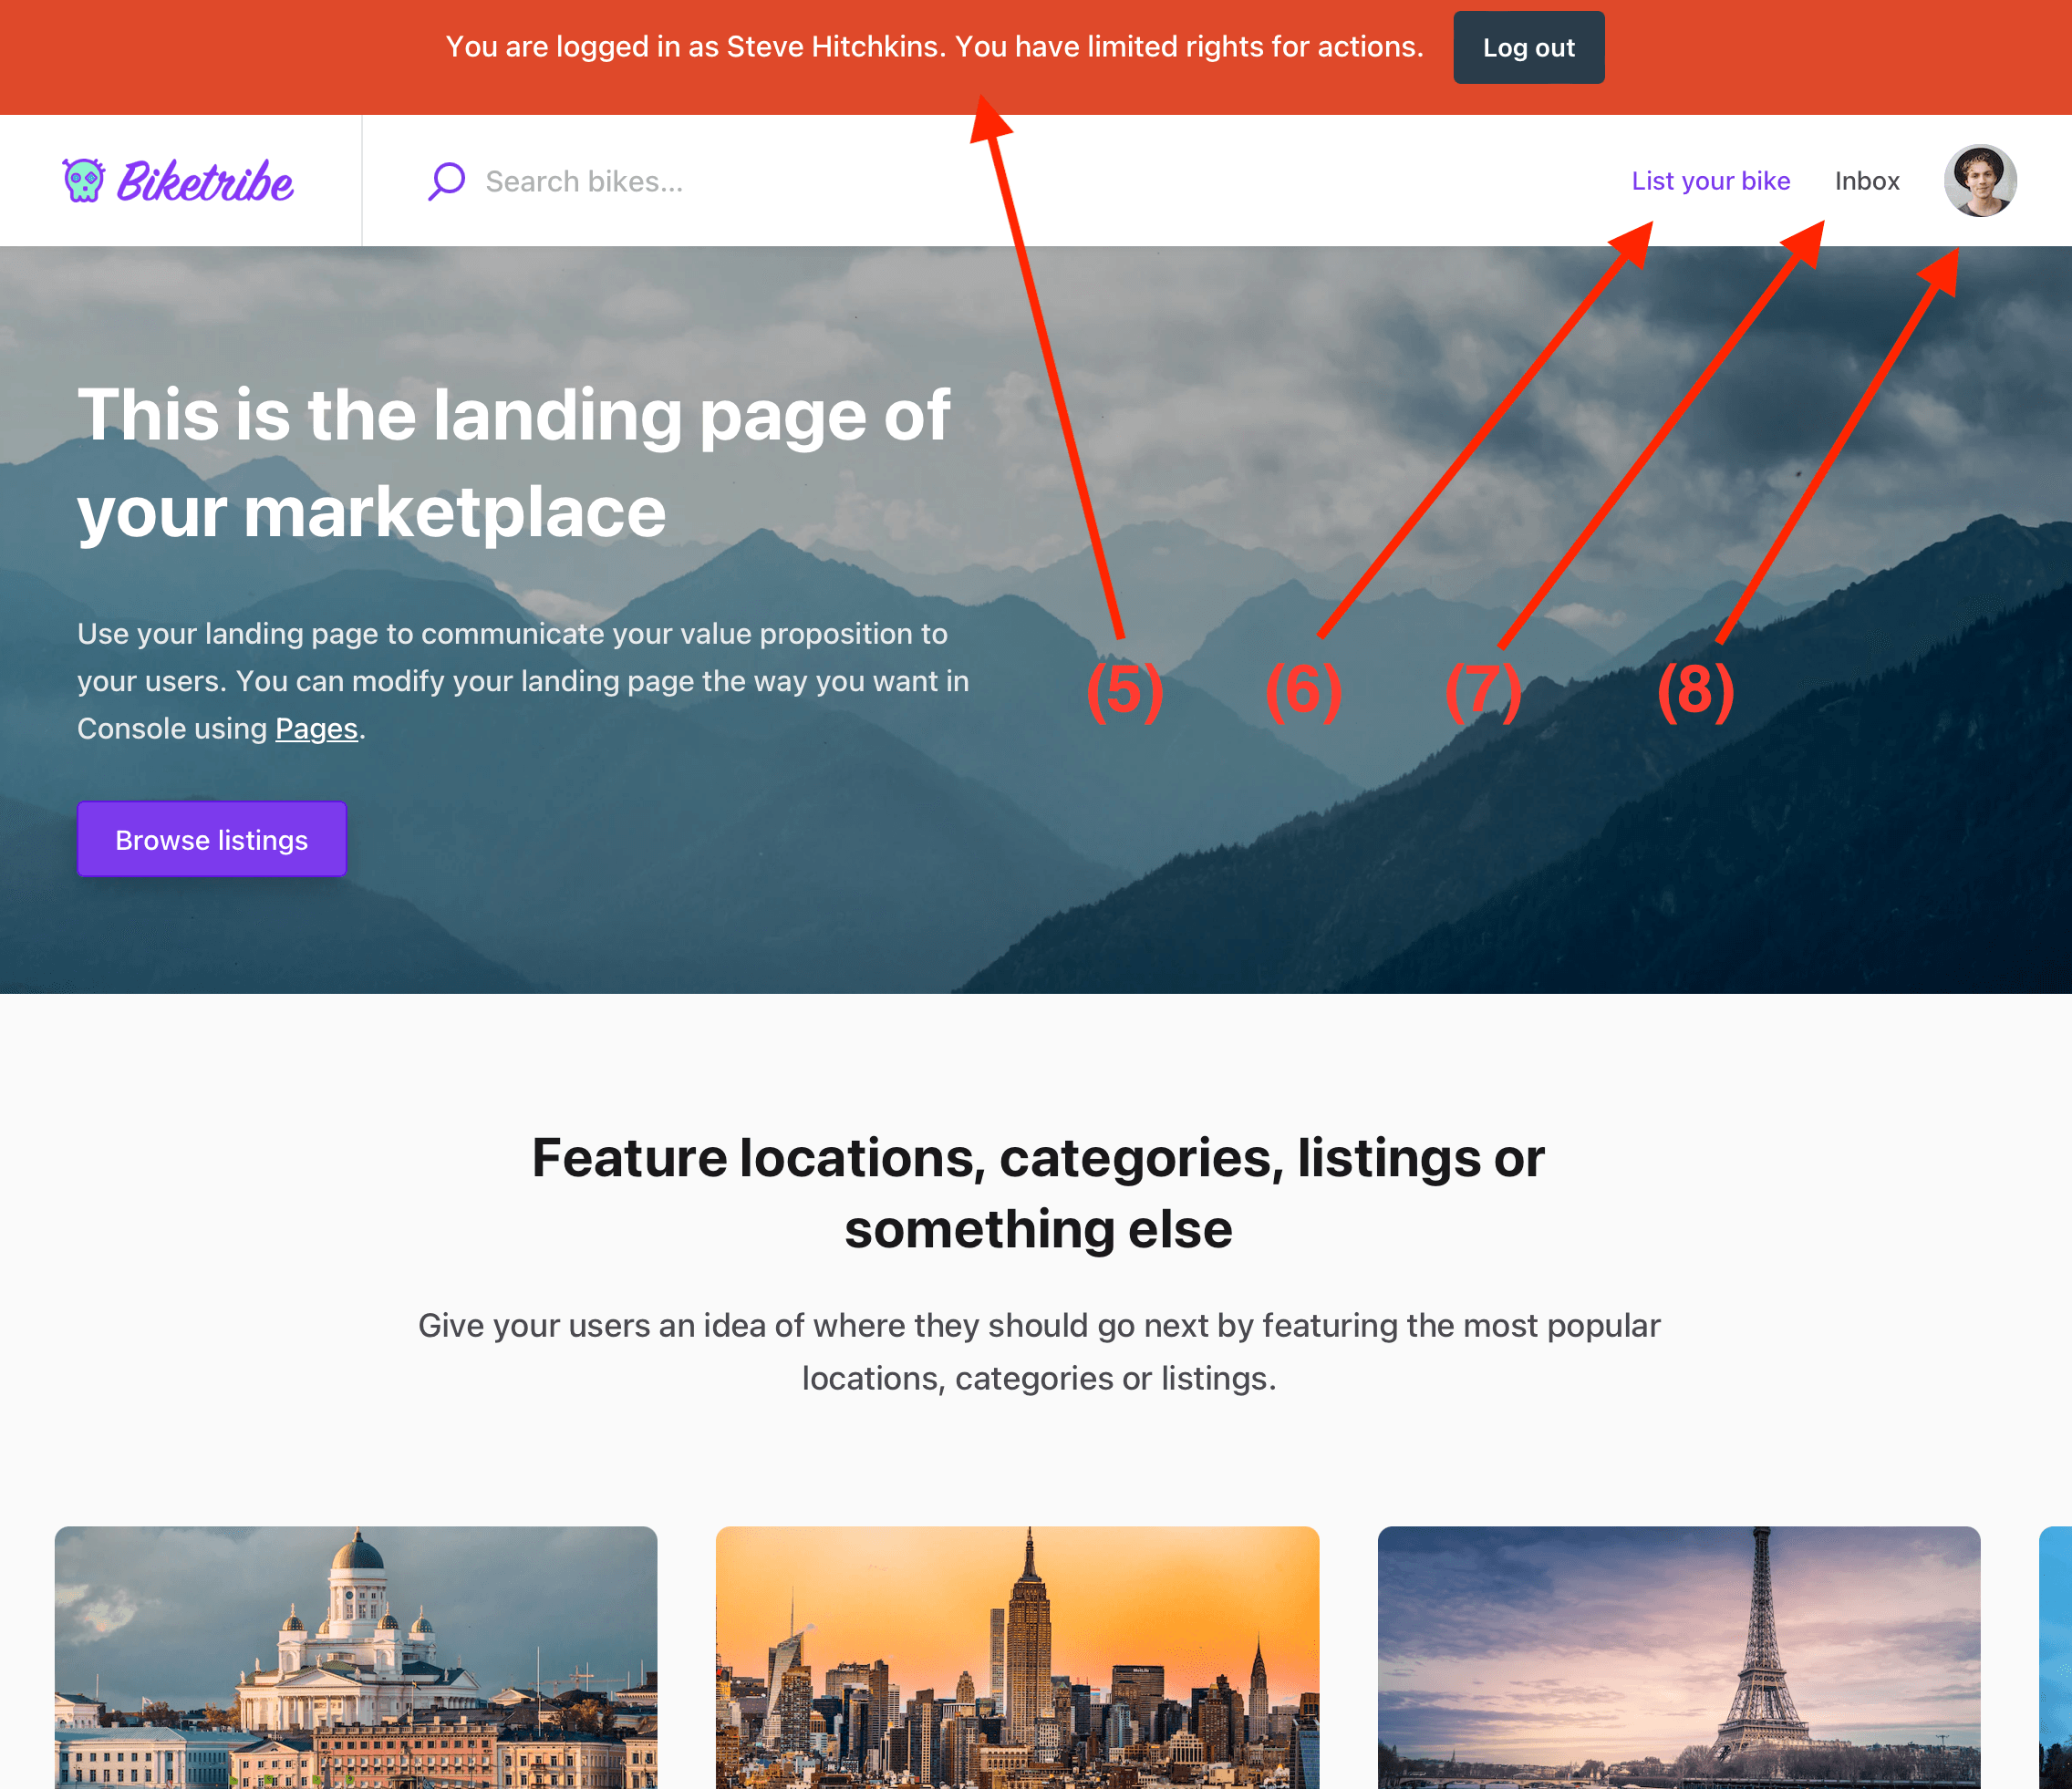 You are logged in as Steve Hitchkins. You have limited rights for actions. Log out
Biketribe Search bikes... List your bike Inbox
This is the landing page of
your marketplace
Use your landing page to communicate your value proposition to
your users. You can modify your landing page the way you want in
Console using Pages.
(5) (6) (7) (8)
Browse listings
Feature locations, categories, listings or
something else
Give your users an idea of where they should go next by featuring the most popular
locations, categories or listings.